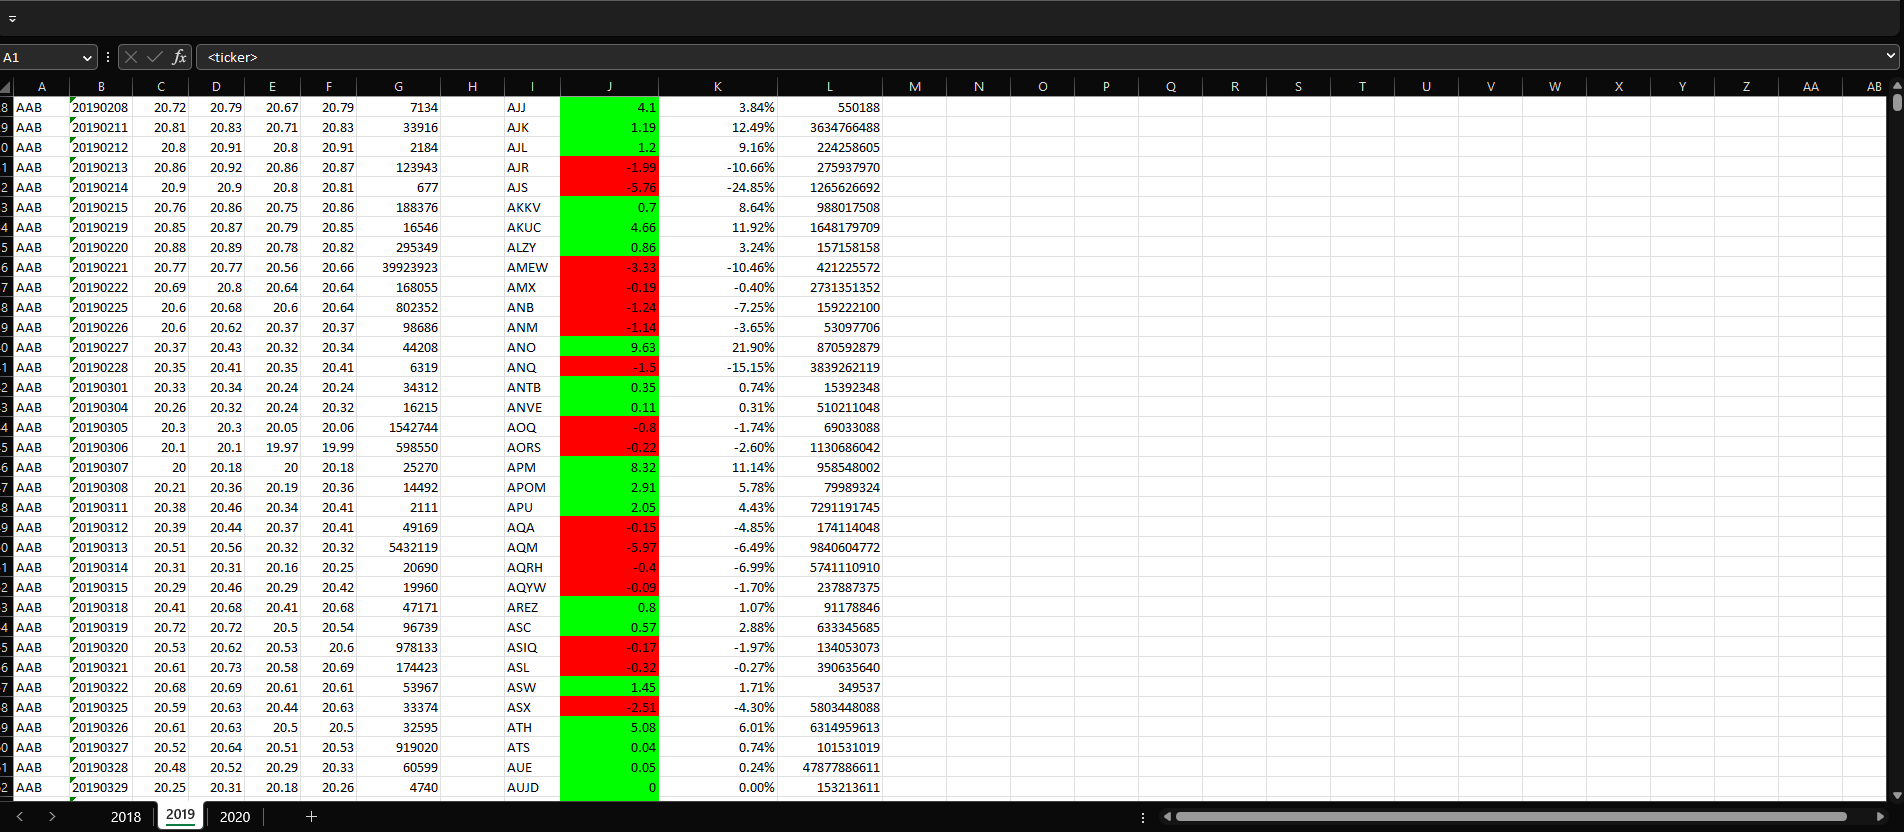 A1 fx <ticker>
A B C D E F G H I J K L M N O P Q R S T U V W X Y Z AA AB
8 AAB 20190208 20.72 20.79 20.67 20.79 7134 AJJ 4.1 3.84% 550188
9 AAB 20190211 20.81 20.83 20.71 20.83 33916 AJK 1.19 12.49% 3634766488
0 AAB 20190212 20.8 20.91 20.8 20.91 2184 AJL 1.2 9.16% 224258605
1 AAB 20190213 20.86 20.92 20.86 20.87 123943 AJR -1.99 -10.66% 275937970
2 AAB 20190214 20.9 20.9 20.8 20.81 677 AJS -5.76 -24.85% 1265626692
3 AAB 20190215 20.76 20.86 20.75 20.86 188376 AKKV 0.7 8.64% 988017508
4 AAB 20190219 20.85 20.87 20.79 20.85 16546 AKUC 4.66 11.92% 1648179709
5 AAB 20190220 20.88 20.89 20.78 20.82 295349 ALZY 0.86 3.24% 157158158
6 AAB 20190221 20.77 20.77 20.56 20.66 39923923 AMEW -3.33 -10.46% 421225572
7 AAB 20190222 20.69 20.8 20.64 20.64 168055 AMX -0.19 -0.40% 2731351352
8 AAB 20190225 20.6 20.68 20.6 20.64 802352 ANB -1.24 -7.25% 159222100
9 AAB 20190226 20.6 20.62 20.37 20.37 98686 ANM -1.14 -3.65% 53097706
0 AAB 20190227 20.37 20.43 20.32 20.34 44208 ANO 9.63 21.90% 870592879
1 AAB 20190228 20.35 20.41 20.35 20.41 6319 ANQ -1.5 -15.15% 3839262119
2 AAB 20190301 20.33 20.34 20.24 20.24 34312 ANTB 0.35 0.74% 15392348
3 AAB 20190304 20.26 20.32 20.24 20.32 16215 ANVE 0.11 0.31% 510211048
4 AAB 20190305 20.3 20.3 20.05 20.06 1542744 AOQ -0.8 -1.74% 69033088
5 AAB 20190306 20.1 20.1 19.97 19.99 598550 AORS -0.22 -2.60% 1130686042
6 AAB 20190307 20 20.18 20 20.18 25270 APM 8.32 11.14% 958548002
7 AAB 20190308 20.21 20.36 20.19 20.36 14492 APOM 2.91 5.78% 79989324
8 AAB 20190311 20.38 20.46 20.34 20.41 2111 APU 2.05 4.43% 7291191745
9 AAB 20190312 20.39 20.44 20.37 20.41 49169 AQA -0.15 -4.85% 174114048
0 AAB 20190313 20.51 20.56 20.32 20.32 5432119 AQM -5.97 -6.49% 9840604772
1 AAB 20190314 20.31 20.31 20.16 20.25 20690 AQRH -0.4 -6.99% 5741110910
2 AAB 20190315 20.29 20.46 20.29 20.42 19960 AQYW -0.09 -1.70% 237887375
3 AAB 20190318 20.41 20.68 20.41 20.68 47171 AREZ 0.8 1.07% 91178846
4 AAB 20190319 20.72 20.72 20.5 20.54 96739 ASC 0.57 2.88% 633345685
5 AAB 20190320 20.53 20.62 20.53 20.6 978133 ASIQ -0.17 -1.97% 134053073
6 AAB 20190321 20.61 20.73 20.58 20.69 174423 ASL -0.32 -0.27% 390635640
7 AAB 20190322 20.68 20.69 20.61 20.61 53967 ASW 1.45 1.71% 349537
8 AAB 20190325 20.59 20.63 20.44 20.63 33374 ASX -2.51 -4.30% 5803448088
9 AAB 20190326 20.61 20.63 20.5 20.5 32595 ATH 5.08 6.01% 6314959613
0 AAB 20190327 20.52 20.64 20.51 20.53 919020 ATS 0.04 0.74% 101531019
1 AAB 20190328 20.48 20.52 20.29 20.33 60599 AUE 0.05 0.24% 47877886611
2 AAB 20190329 20.25 20.31 20.18 20.26 4740 AUJD 0 0.00% 153213611
2018 2019 2020